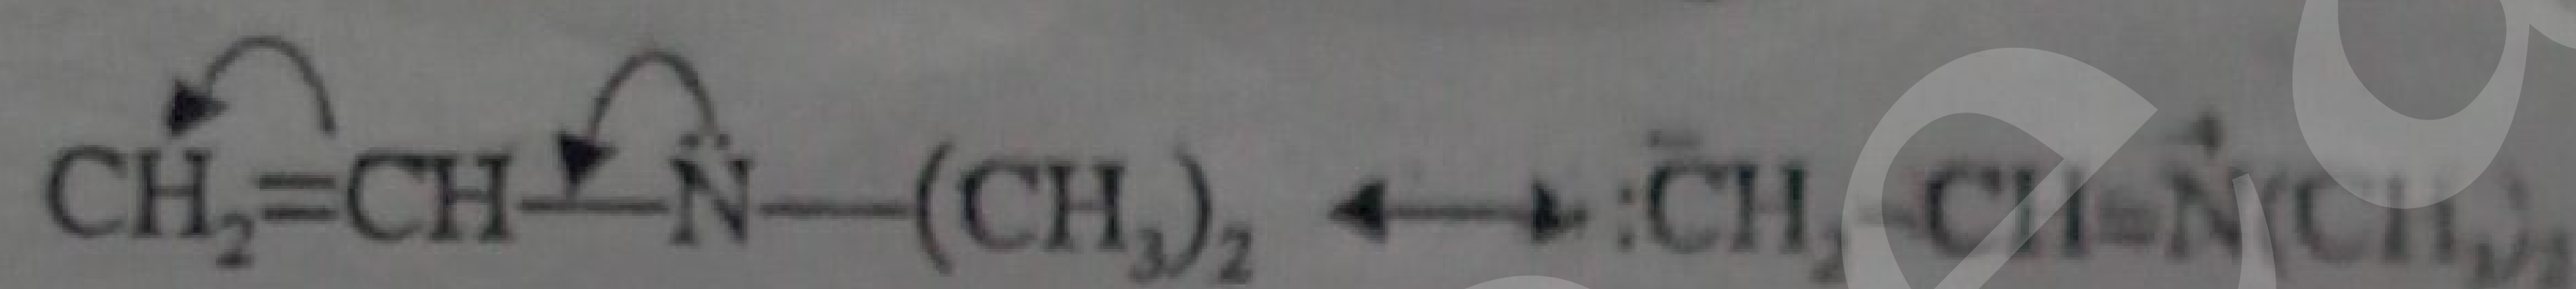 CH₂=CH—N̈—(CH₃)₂ ⟷ :C̄H₂–CH=N⁺(CH₃)₂